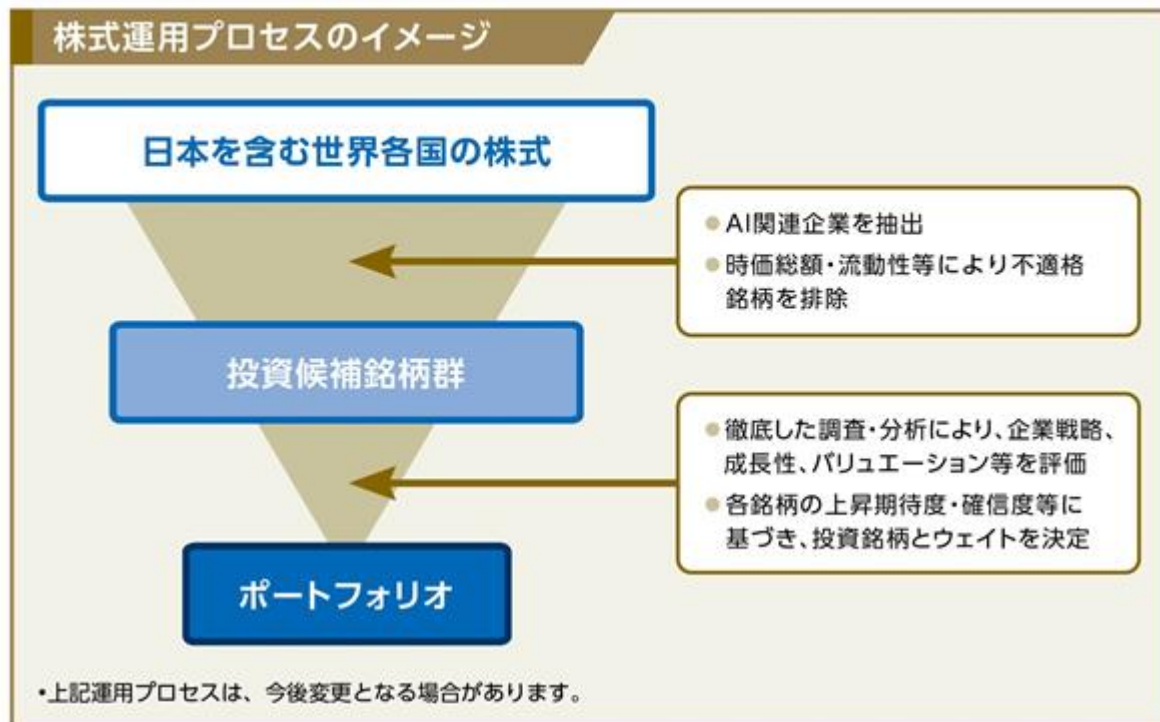 株式運用プロセスのイメージ
日本を含む世界各国の株式
●AI関連企業を抽出
●時価総額・流動性等により不適格
銘柄を排除
投資候補銘柄群
●徹底した調査・分析により、企業戦略、
成長性、バリュエーション等を評価
●各銘柄の上昇期待度・確信度等に
基づき、投資銘柄とウェイトを決定
ポートフォリオ
•上記運用プロセスは、今後変更となる場合があります。